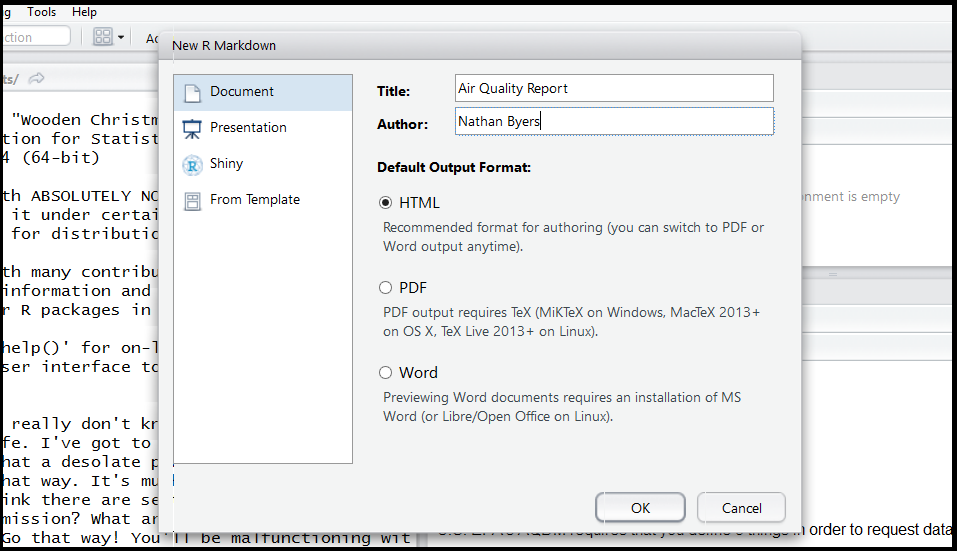 Tools Help
New R Markdown
Document
Presentation
Shiny
From Template
Title: Air Quality Report
Author: Nathan Byers
Default Output Format:
HTML
Recommended format for authoring (you can switch to PDF or
Word output anytime).
PDF
PDF output requires TeX (MiKTeX on Windows, MacTeX 2013+
on OS X, TeX Live 2013+ on Linux).
Word
Previewing Word documents requires an installation of MS
Word (or Libre/Open Office on Linux).
OK Cancel
ts/
"Wooden Christm
tion for Statist
4 (64-bit)
th ABSOLUTELY NO
it under certai
for distributio
th many contribu
information and
r R packages in
help()' for on-l
ser interface to
really don't kn
fe. I've got to
hat a desolate p
hat way. It's mu
ink there are se
mission? What ar
Go that way! You'll be malfunctioning wit
nment is empty
requires that you define 5 things in order to request data